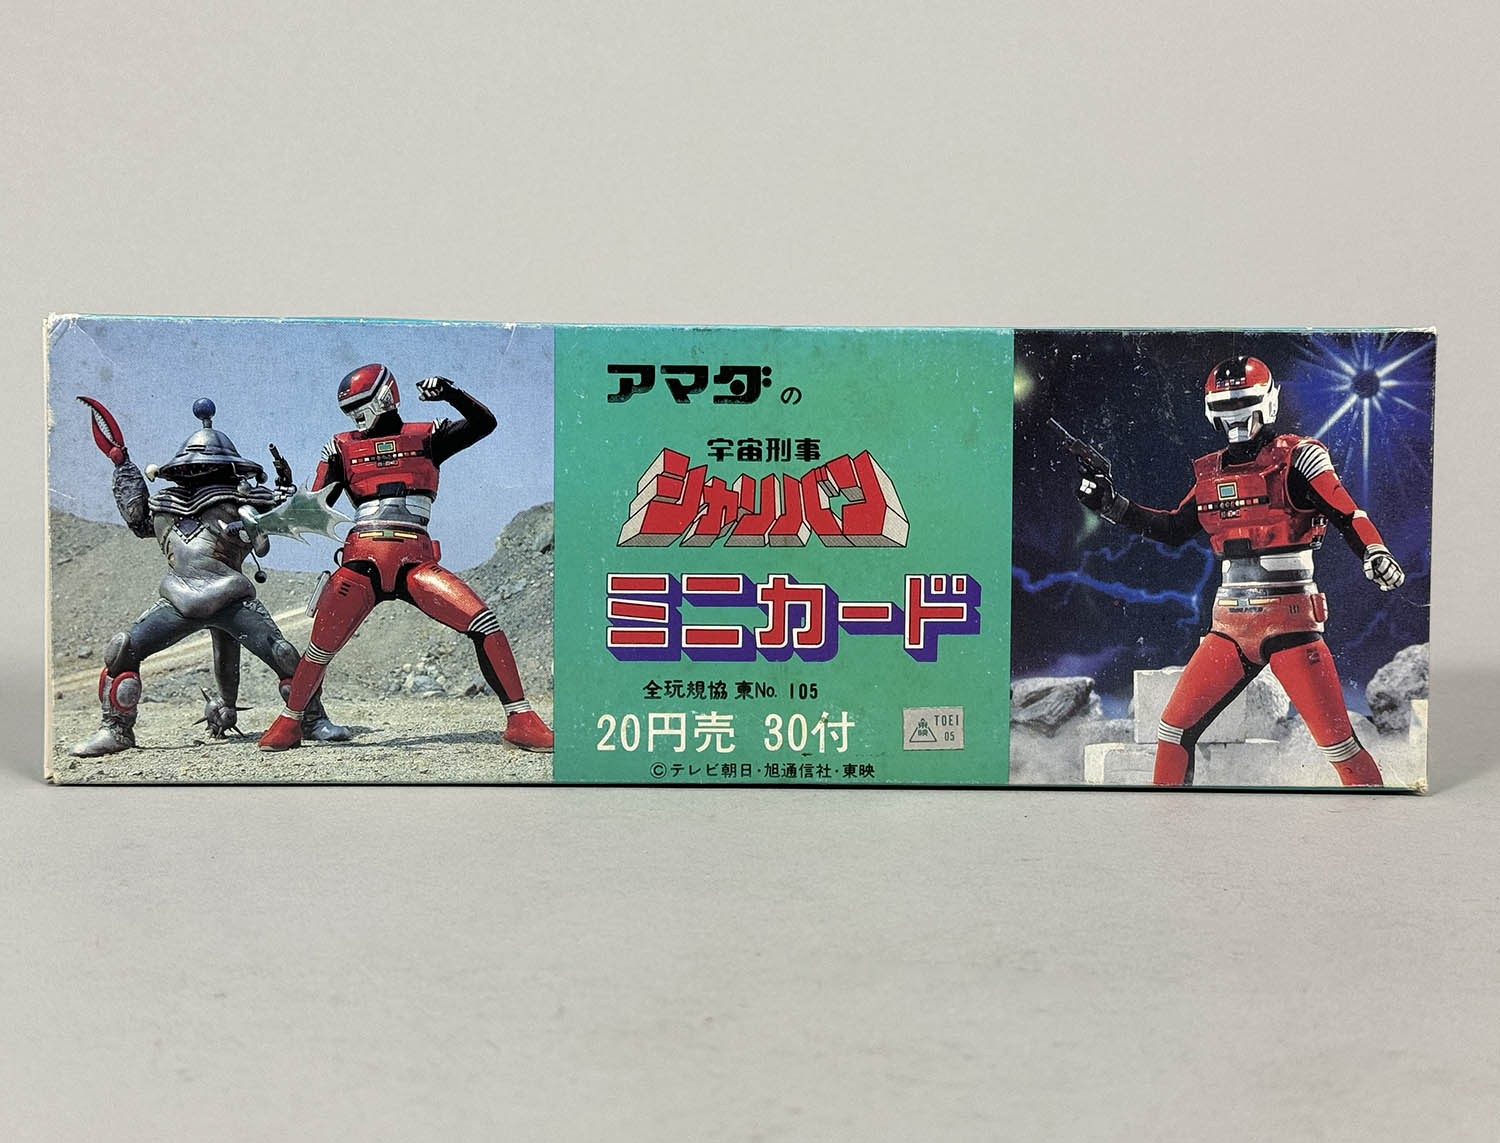 アマダの
宇宙刑事
シャリバン
ミニカード
全玩規協 東No. 105
20円売 30付
東映 TOEI
05
©テレビ朝日・旭通信社・東映